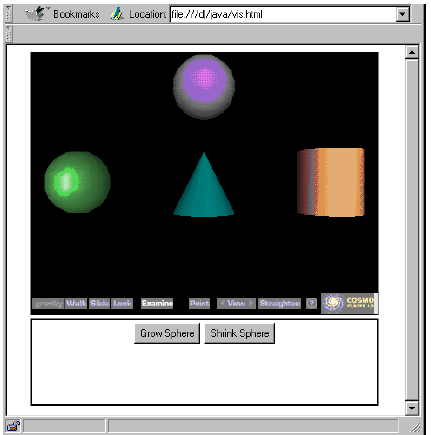 Bookmarks Location: file:///d|/java/vis.html
gravity Walk Slide Look Examine Point < View > Straighten ? COSMO
Grow Sphere Shrink Sphere